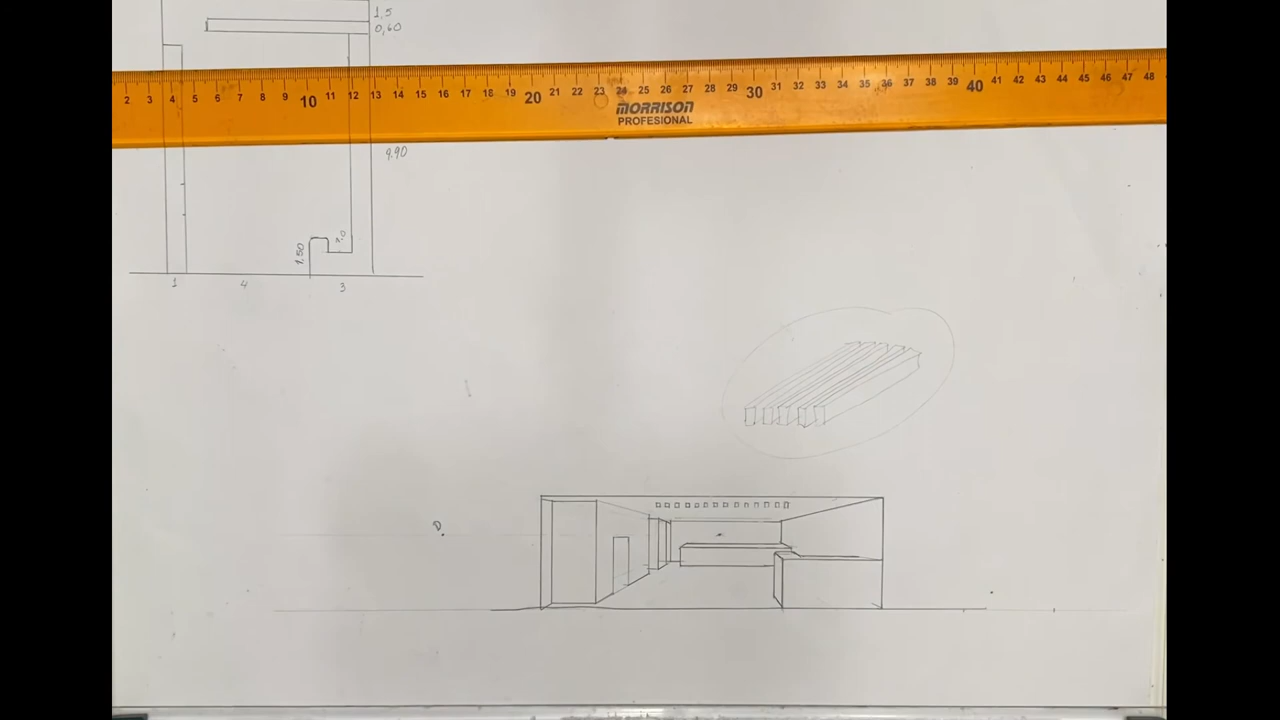 1,5
0,60
2 3 4 5 6 7 8 9 10 11 12 13 14 15 16 17 18 19 20 21 22 23 24 25 26 27 28 29 30 31 32 33 34 35 36 37 38 39 40 41 42 43 44 45 46 47 48
MORRISON
PROFESIONAL
9.90
1,50
1 4 3
D